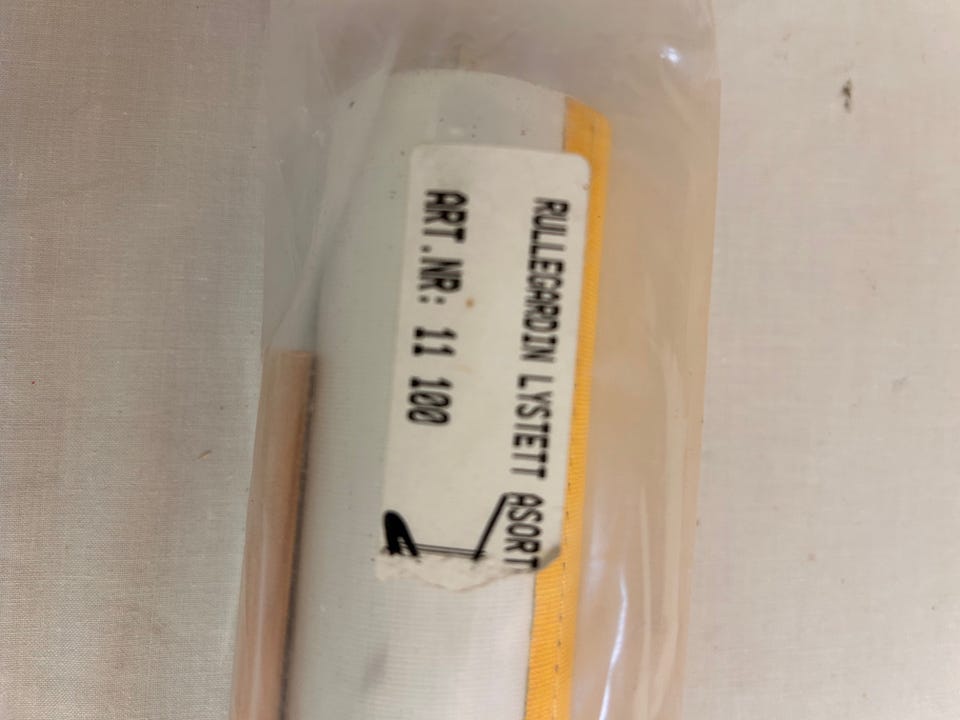 RULLEGARDIN LYSTETT ASORT
ART.NR: 11 100